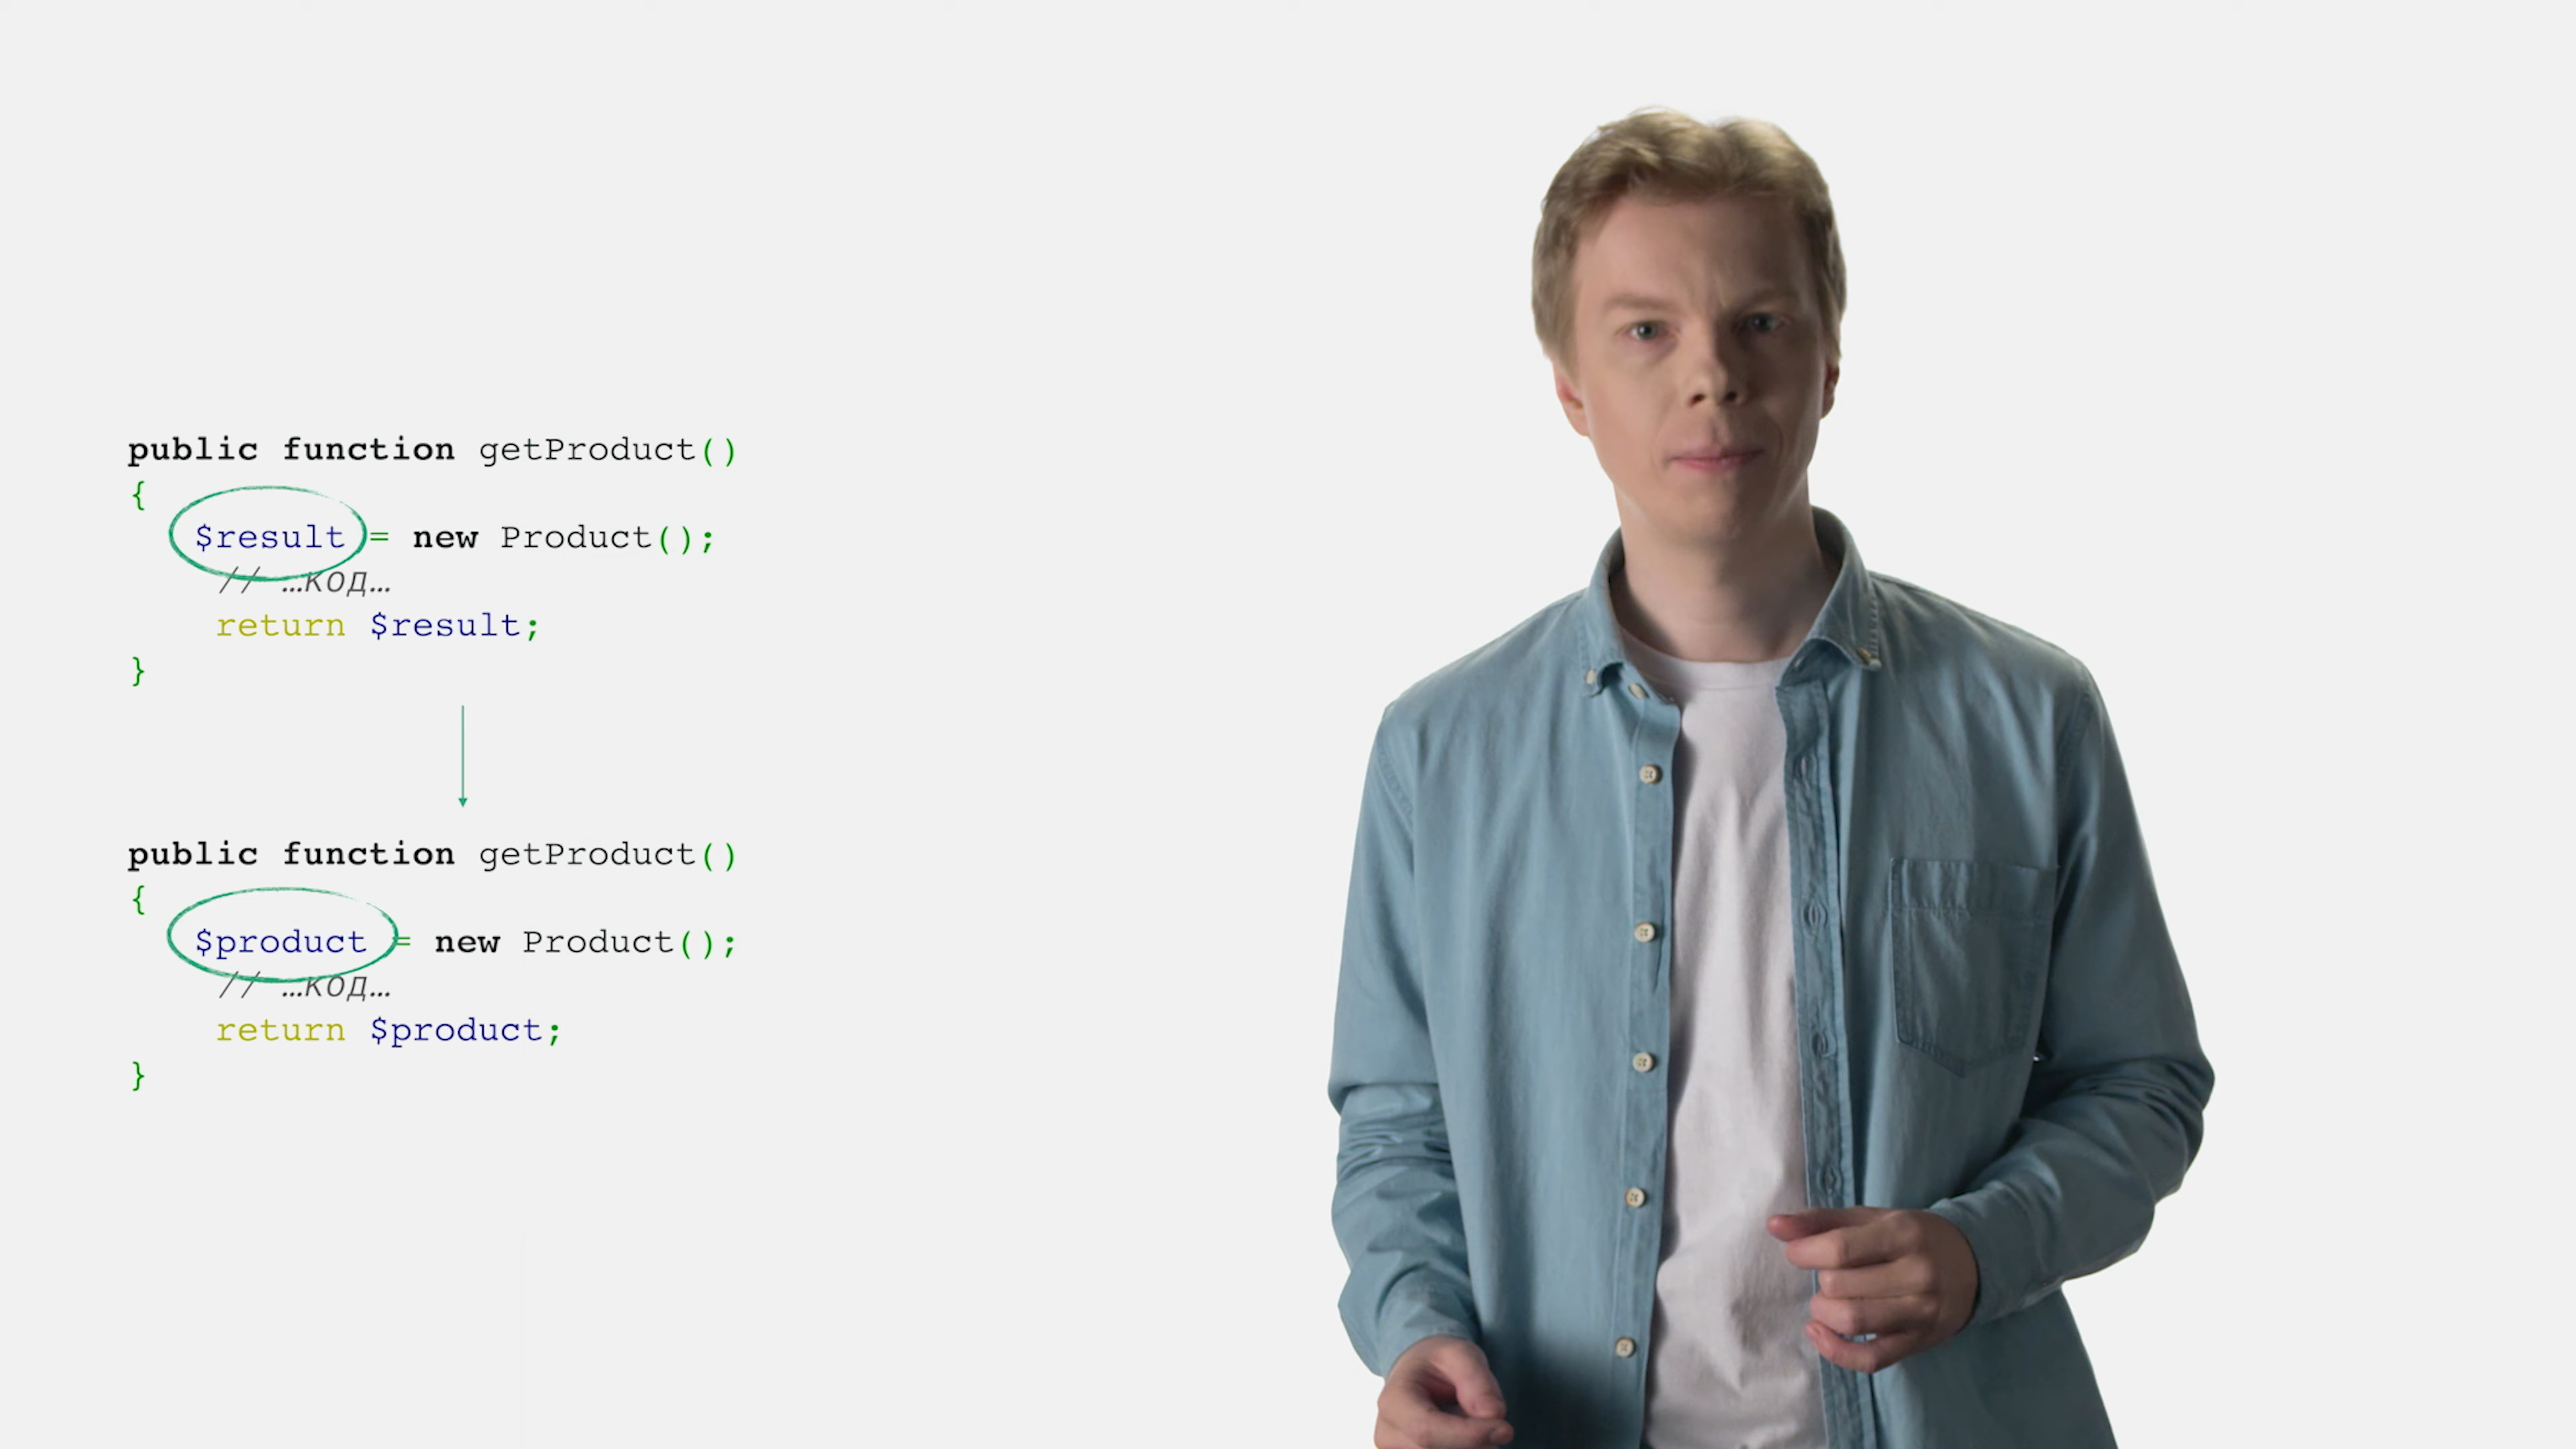 public function getProduct()
{
$result = new Product();
// …код…
return $result;
}
public function getProduct()
{
$product = new Product();
// …код…
return $product;
}